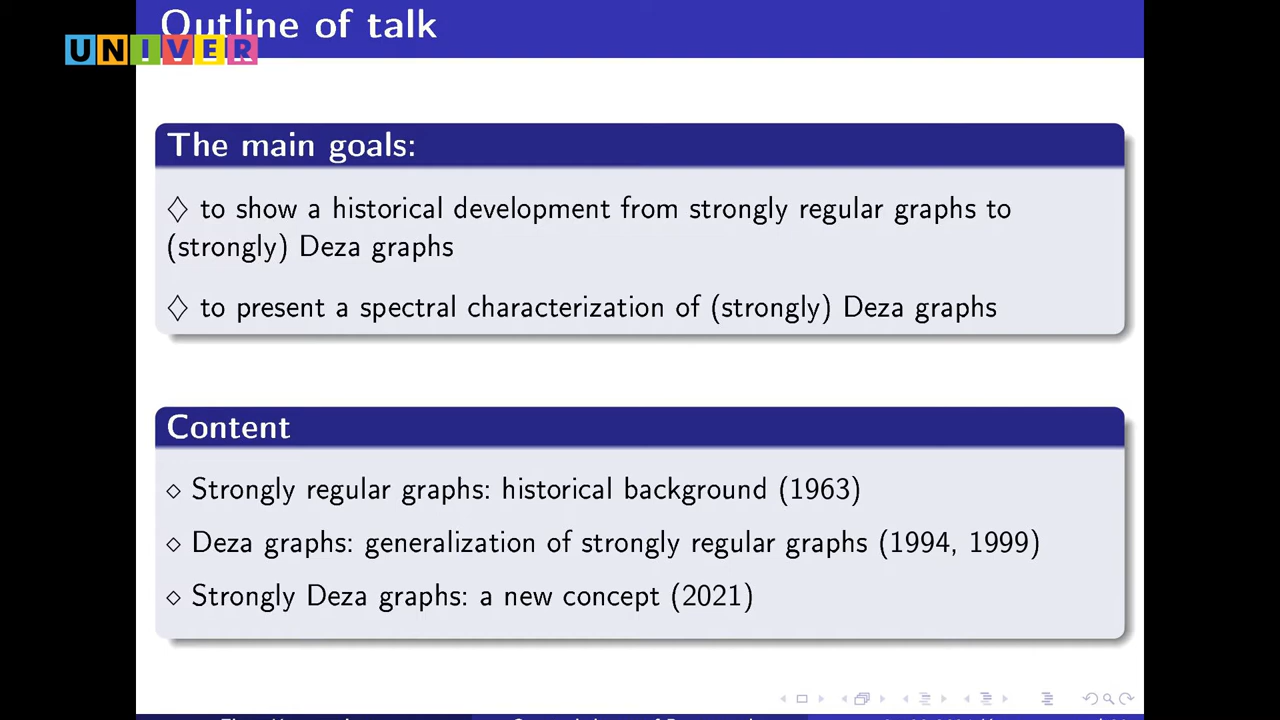 Outline of talk
UNIVER
The main goals:
♢ to show a historical development from strongly regular graphs to
(strongly) Deza graphs
♢ to present a spectral characterization of (strongly) Deza graphs
Content
⋄ Strongly regular graphs: historical background (1963)
⋄ Deza graphs: generalization of strongly regular graphs (1994, 1999)
⋄ Strongly Deza graphs: a new concept (2021)